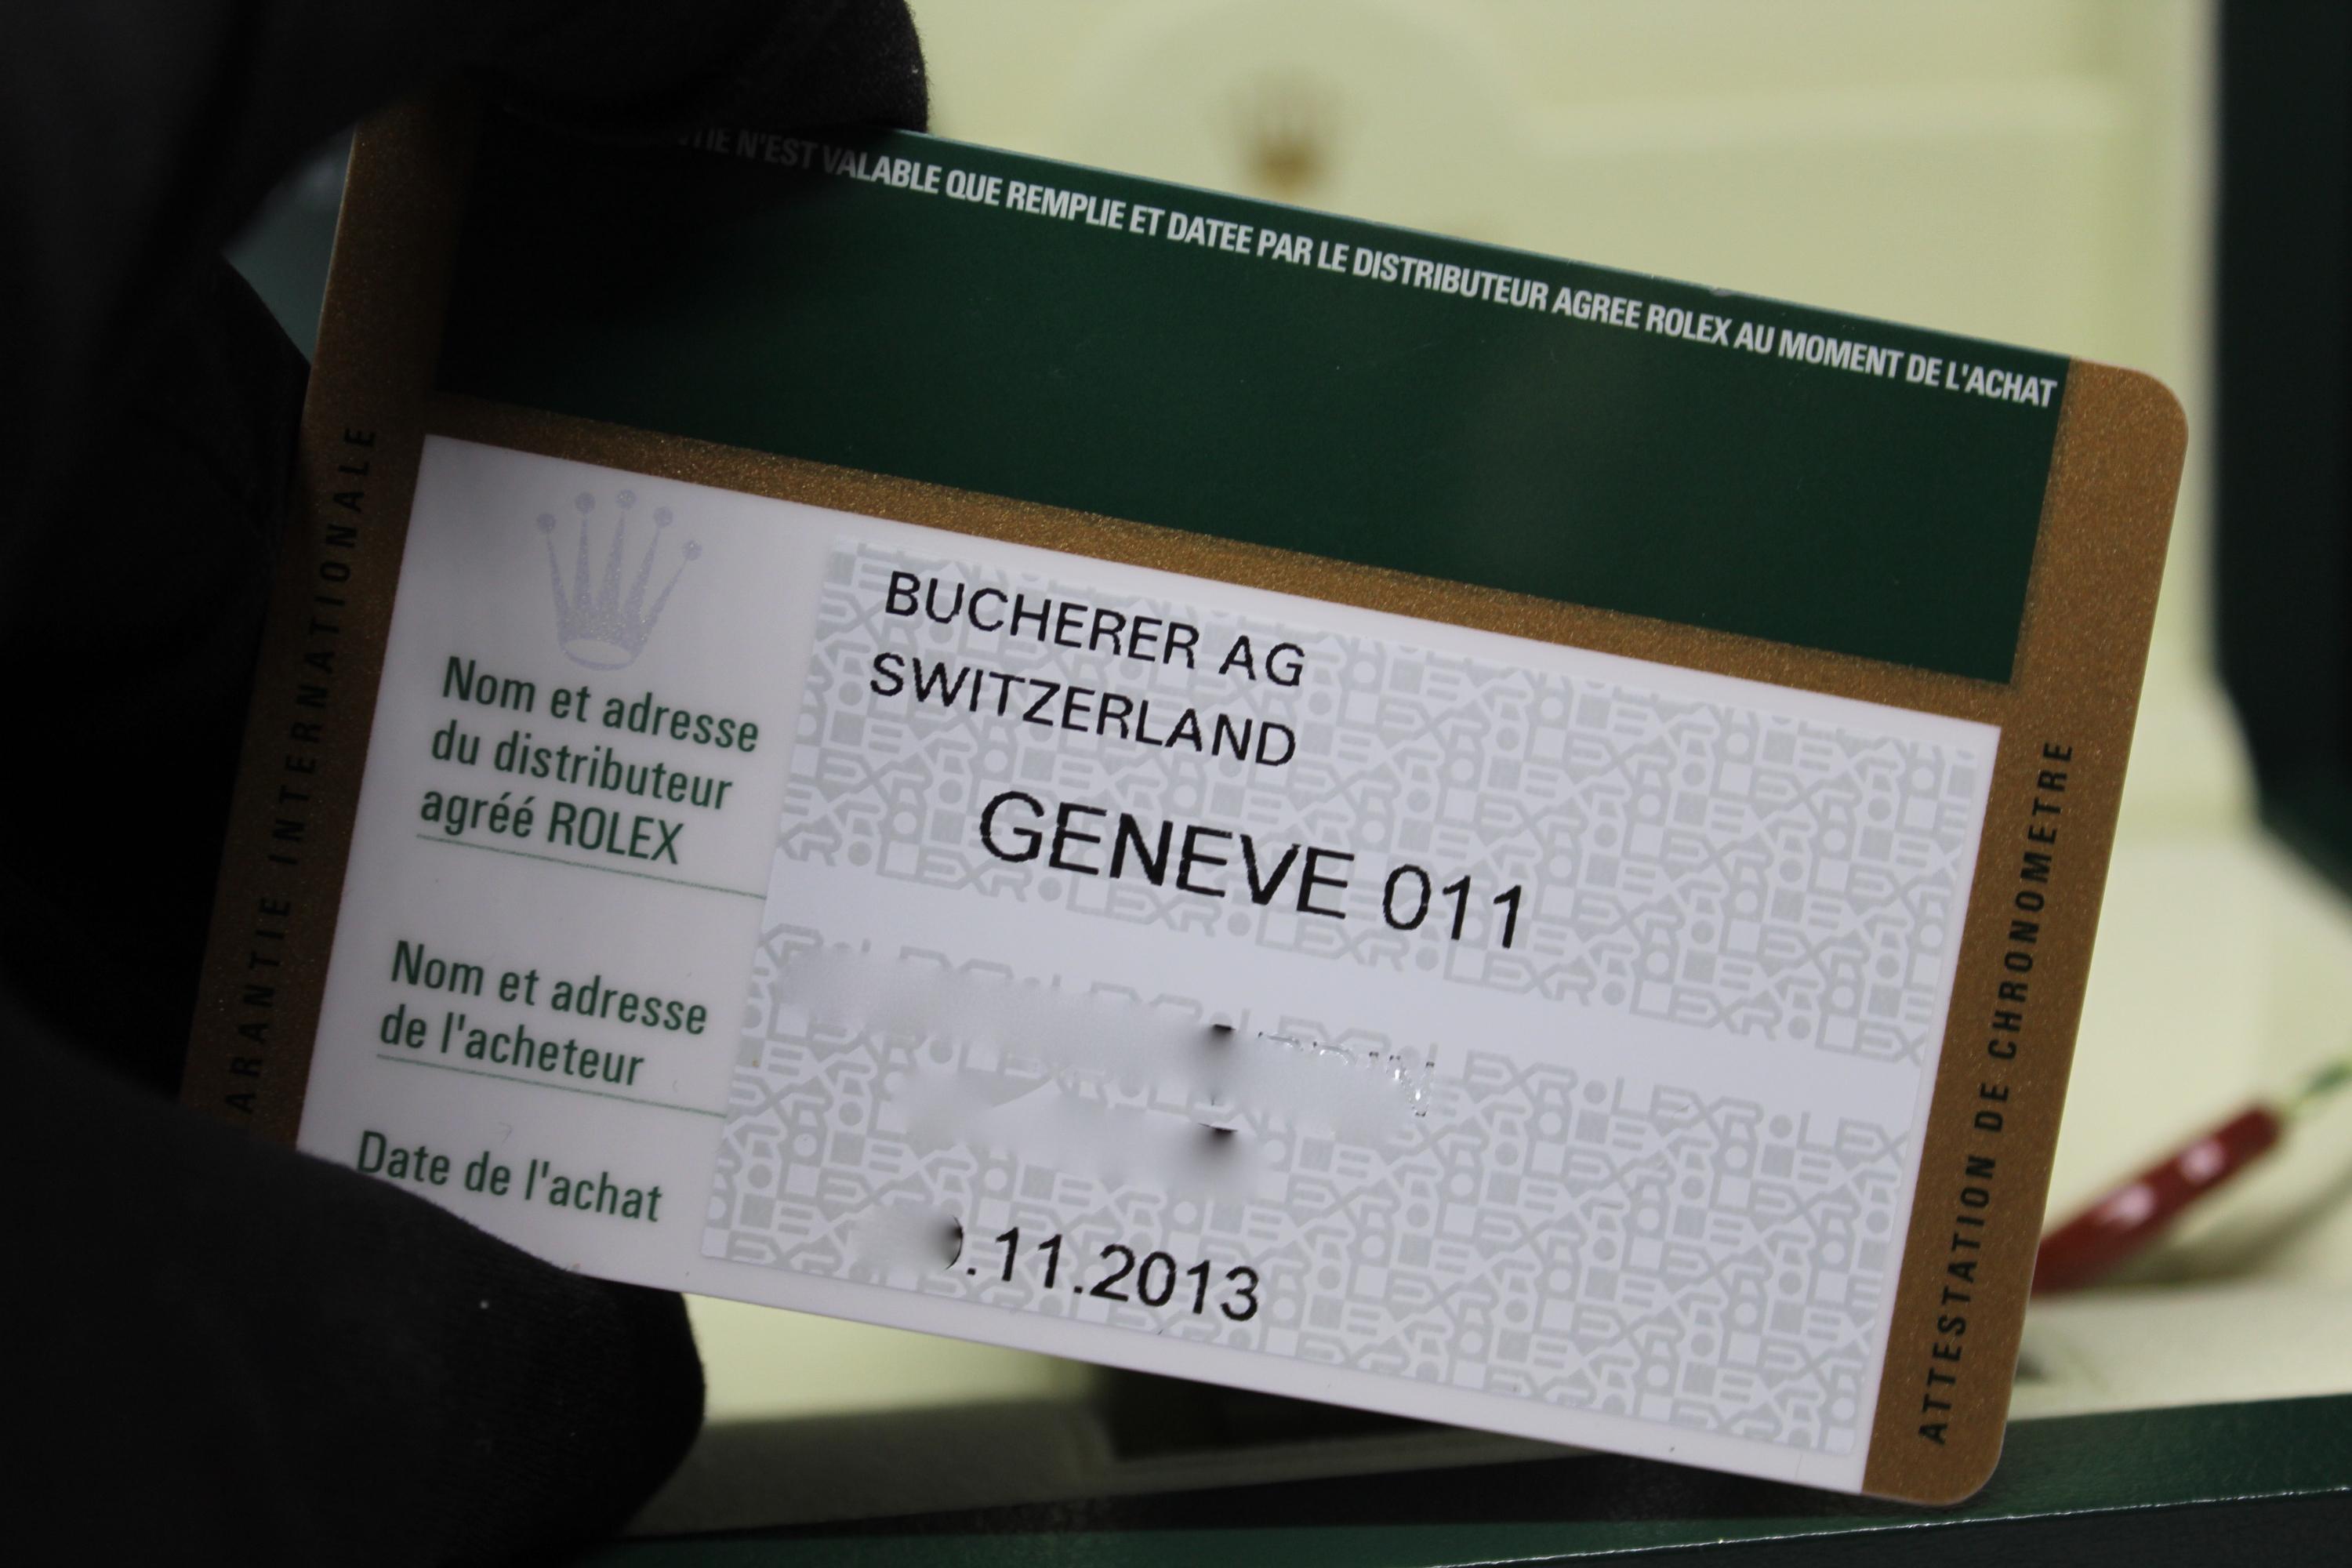 N'EST VALABLE QUE REMPLIE ET DATEE PAR LE DISTRIBUTEUR AGREE ROLEX AU MOMENT DE L'ACHAT
INTERNATIONALE
Nom et adresse
du distributeur
agréé ROLEX
BUCHERER AG
SWITZERLAND
GENEVE 011
Nom et adresse
de l'acheteur
Date de l'achat
.11.2013
ATTESTATION DE CHRONOMETRE